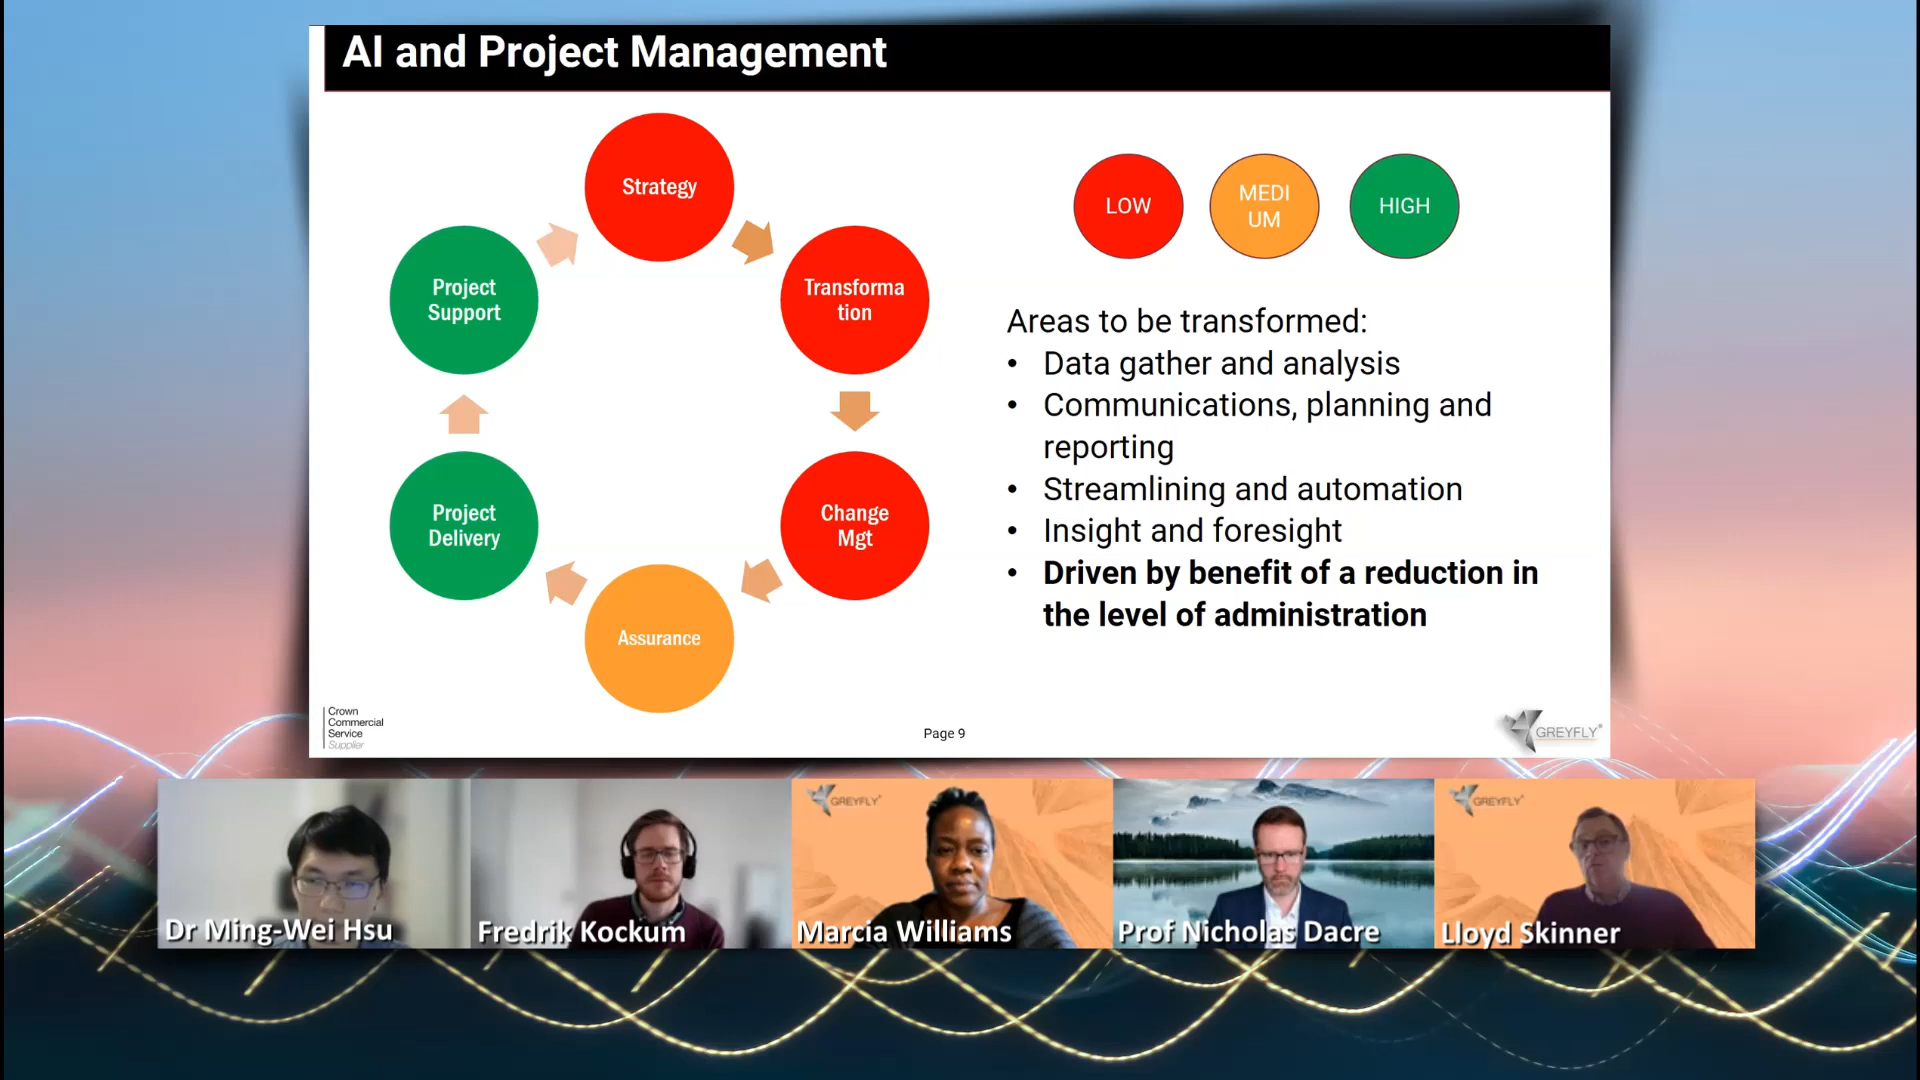 AI and Project Management
Strategy
Transforma
tion
Change
Mgt
Assurance
Project
Delivery
Project
Support
LOW
MEDI
UM
HIGH
Areas to be transformed:
• Data gather and analysis
• Communications, planning and
reporting
• Streamlining and automation
• Insight and foresight
• Driven by benefit of a reduction in
the level of administration
Crown
Commercial
Service
Supplier
Page 9
GREYFLY®
Dr Ming-Wei Hsu
Fredrik Kockum
GREYFLY®
Marcia Williams
Prof Nicholas Dacre
GREYFLY®
Lloyd Skinner